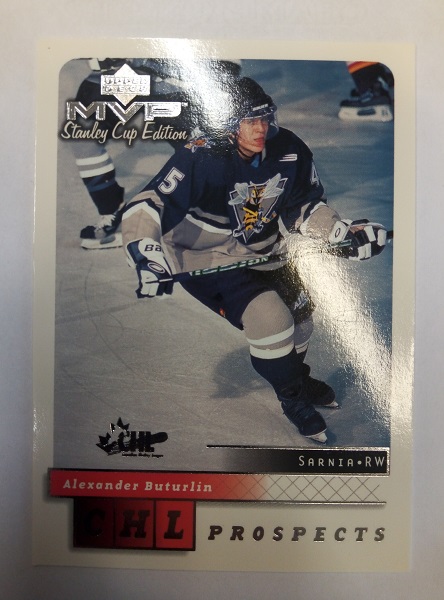 UPPER DECK
MVP
Stanley Cup Edition
5
CHL
SARNIA • RW
Alexander Buturlin
CHL PROSPECTS